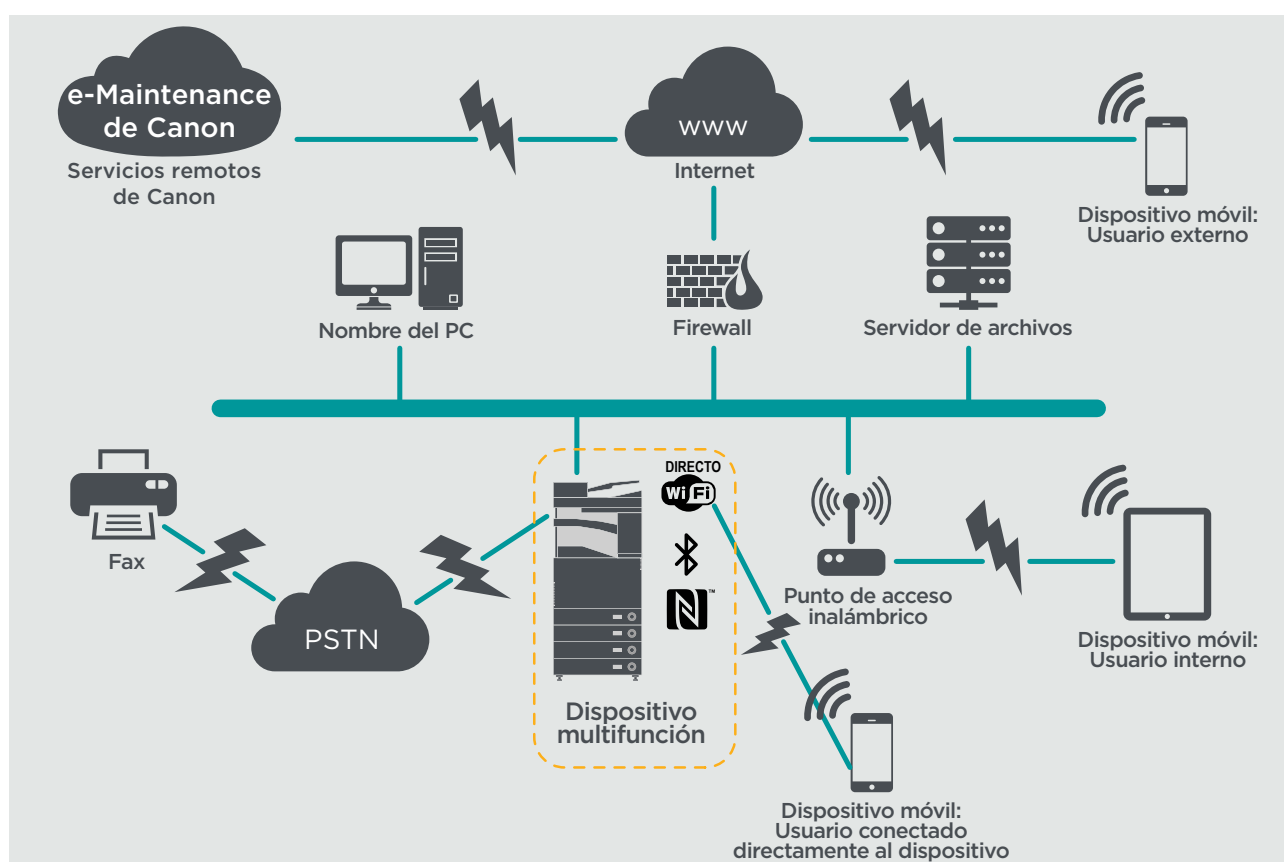 e-Maintenance
de Canon
Servicios remotos
de Canon
www
Internet
Dispositivo móvil:
Usuario externo
Nombre del PC
Firewall
Servidor de archivos
Fax
PSTN
DIRECTO
WiFi
N™
Dispositivo
multifunción
Punto de acceso
inalámbrico
Dispositivo móvil:
Usuario interno
Dispositivo móvil:
Usuario conectado
directamente al dispositivo